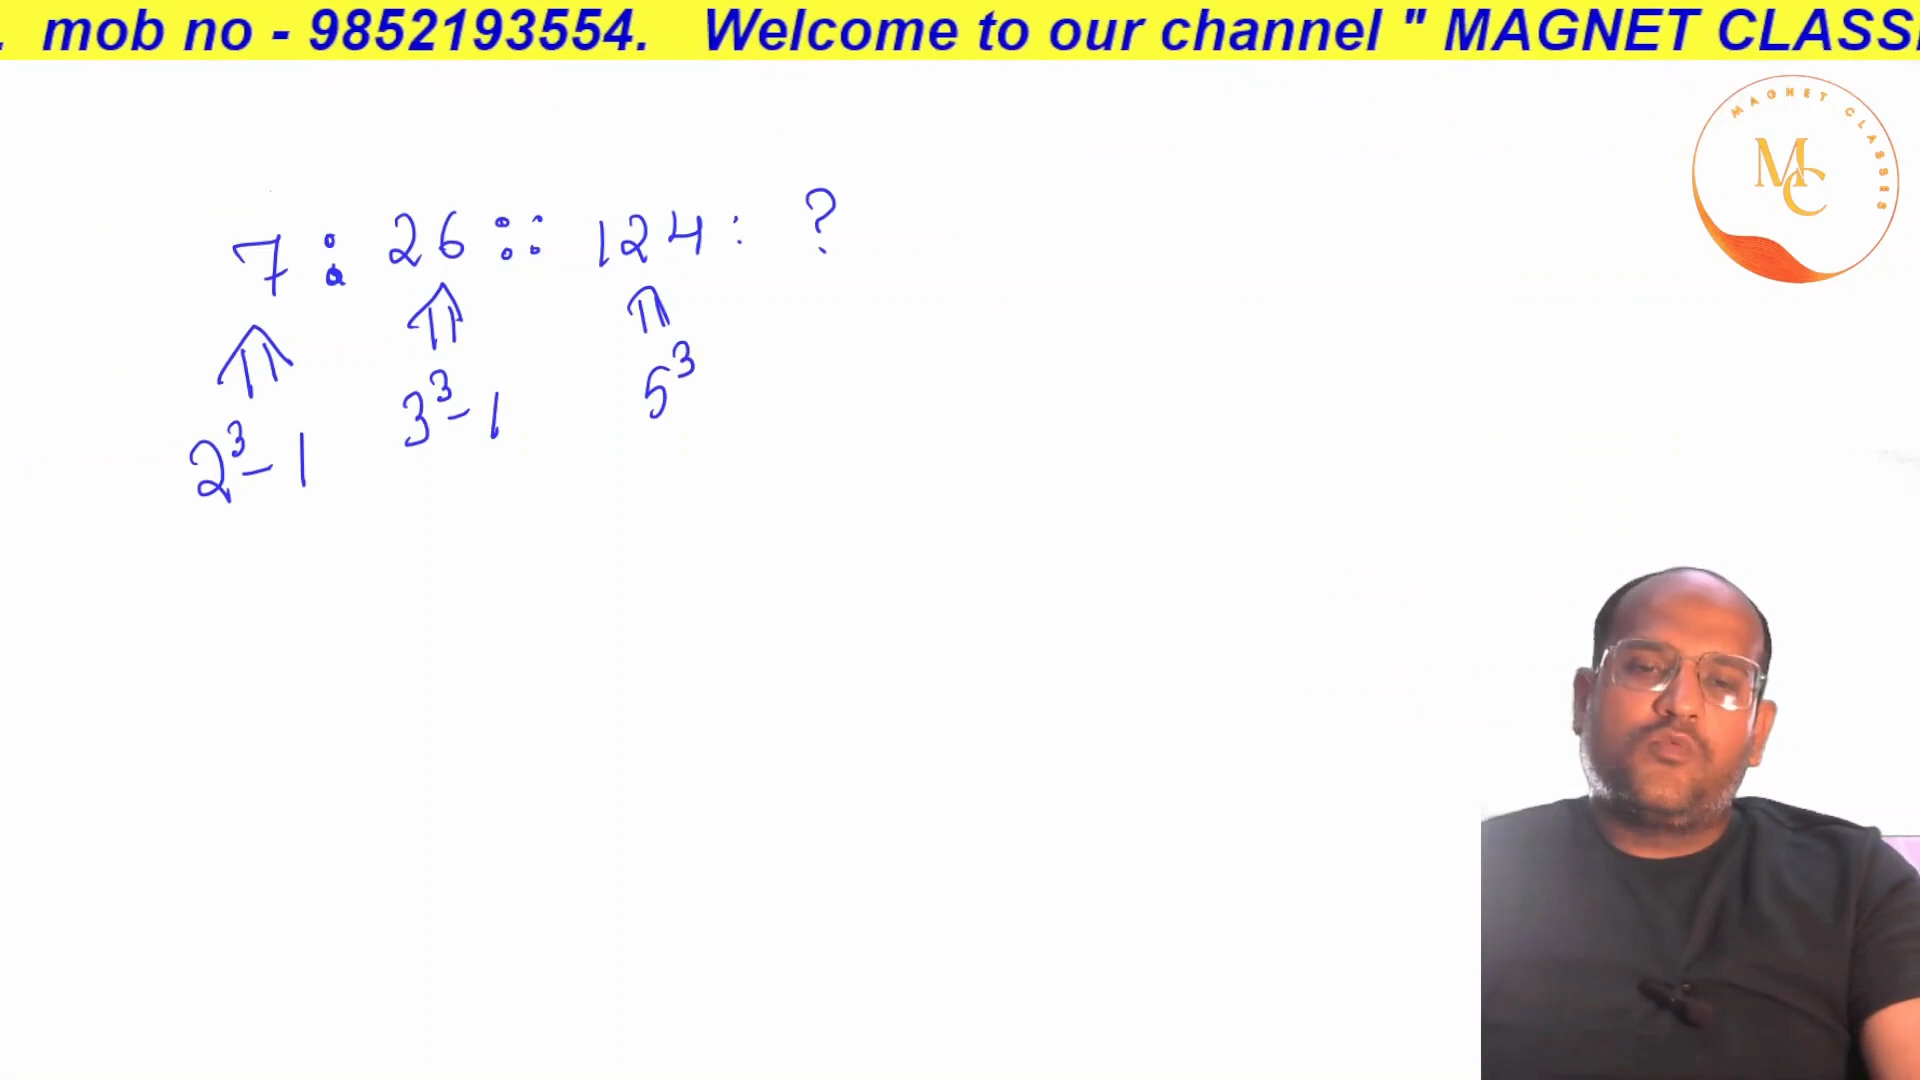 . mob no - 9852193554. Welcome to our channel " MAGNET CLASS
MAGNET CLASSES
MC
7 : 26 :: 124 : ?
2³-1 3³-1 5³